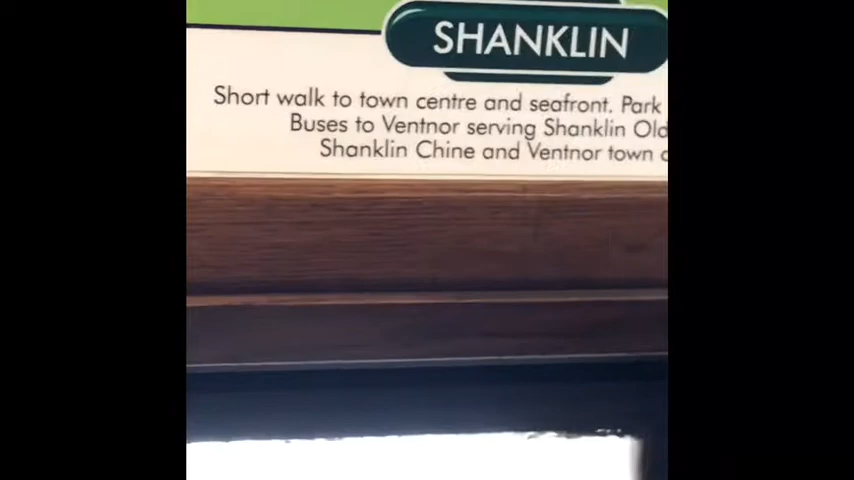 SHANKLIN
Short walk to town centre and seafront. Park
Buses to Ventnor serving Shanklin Old
Shanklin Chine and Ventnor town